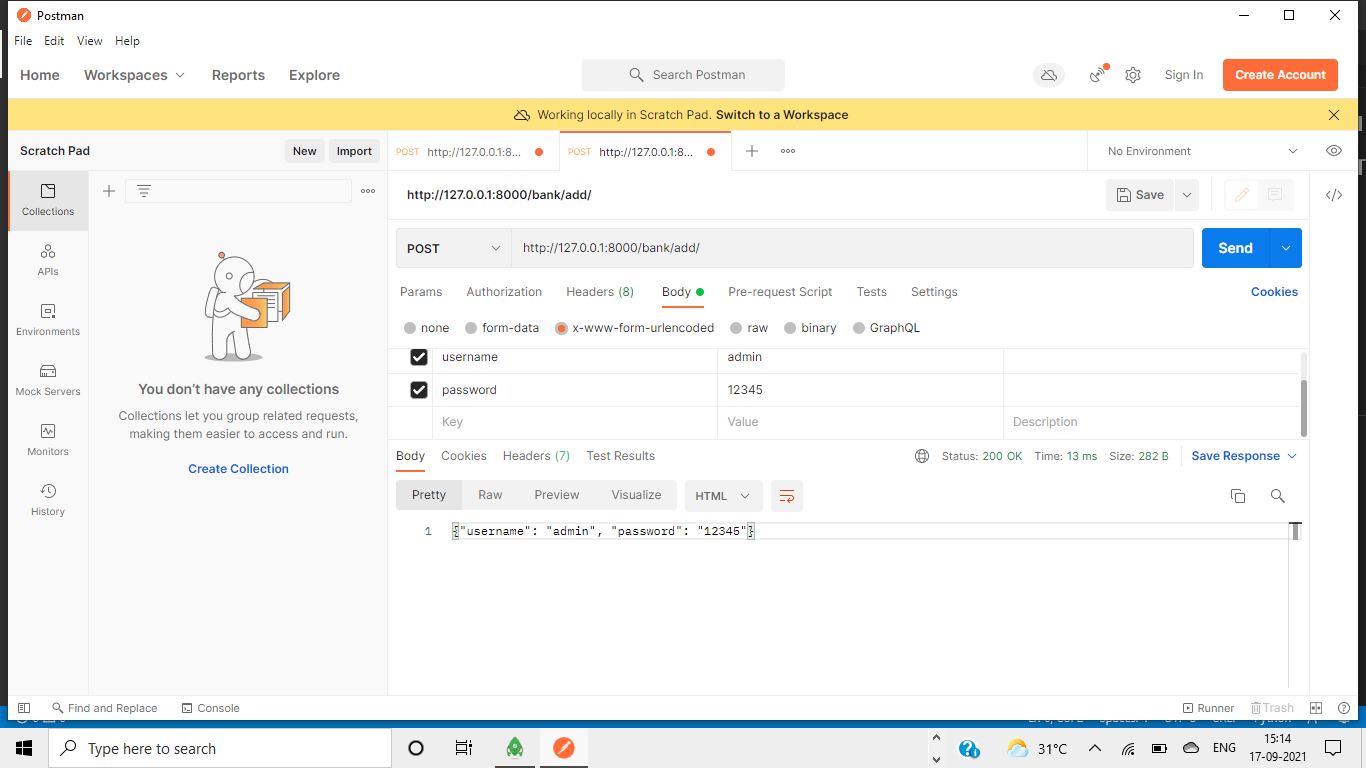 Postman
File Edit View Help
Home Workspaces Reports Explore Search Postman Sign In Create Account
Working locally in Scratch Pad. Switch to a Workspace
Scratch Pad New Import
POST http://127.0.0.1:8... POST http://127.0.0.1:8... No Environment
Collections
APIs
Environments
Mock Servers
Monitors
History
You don't have any collections
Collections let you group related requests,
making them easier to access and run.
Create Collection
http://127.0.0.1:8000/bank/add/ Save
POST http://127.0.0.1:8000/bank/add/ Send
Params Authorization Headers (8) Body Pre-request Script Tests Settings Cookies
none form-data x-www-form-urlencoded raw binary GraphQL
username admin
password 12345
Key Value Description
Body Cookies Headers (7) Test Results Status: 200 OK Time: 13 ms Size: 282 B Save Response
Pretty Raw Preview Visualize HTML
1 {"username": "admin", "password": "12345"}
Find and Replace Console Runner Trash
Type here to search 31°C ENG 15:14
17-09-2021